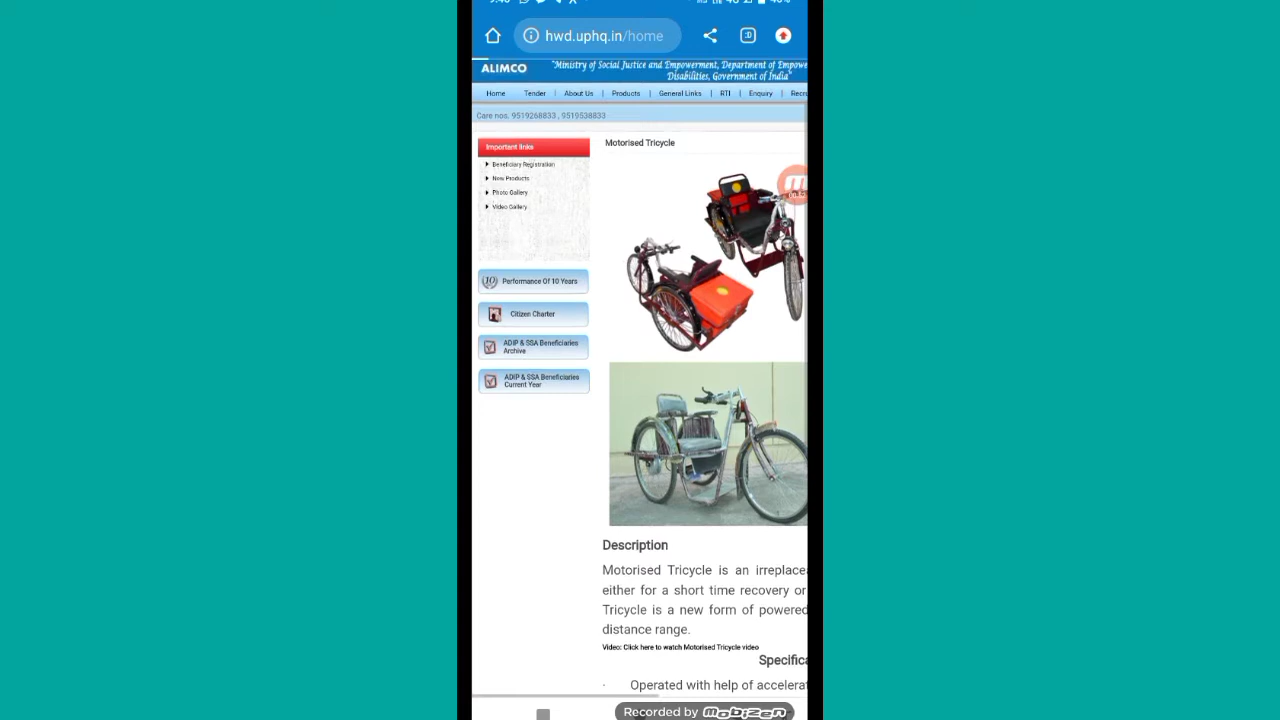 hwd.uphq.in/home
:D
ALIMCO
"Ministry of Social Justice and Empowerment, Department of Empowe
Disabilities, Government of India"
Home | Tender | About Us | Products | General Links | RTI | Enquiry | Recru
Care nos. 9519268833 , 9519538833
Important links
Beneficiary Registration
New Products
Photo Gallery
Video Gallery
Performance Of 10 Years
Citizen Charter
ADIP & SSA Beneficiaries
Archive
ADIP & SSA Beneficiaries
Current Year
Motorised Tricycle
Description
Motorised Tricycle is an irreplace
either for a short time recovery or
Tricycle is a new form of powered
distance range.
Video: Click here to watch Motorised Tricycle video
Specifica
· Operated with help of accelerat
Recorded by mobizen